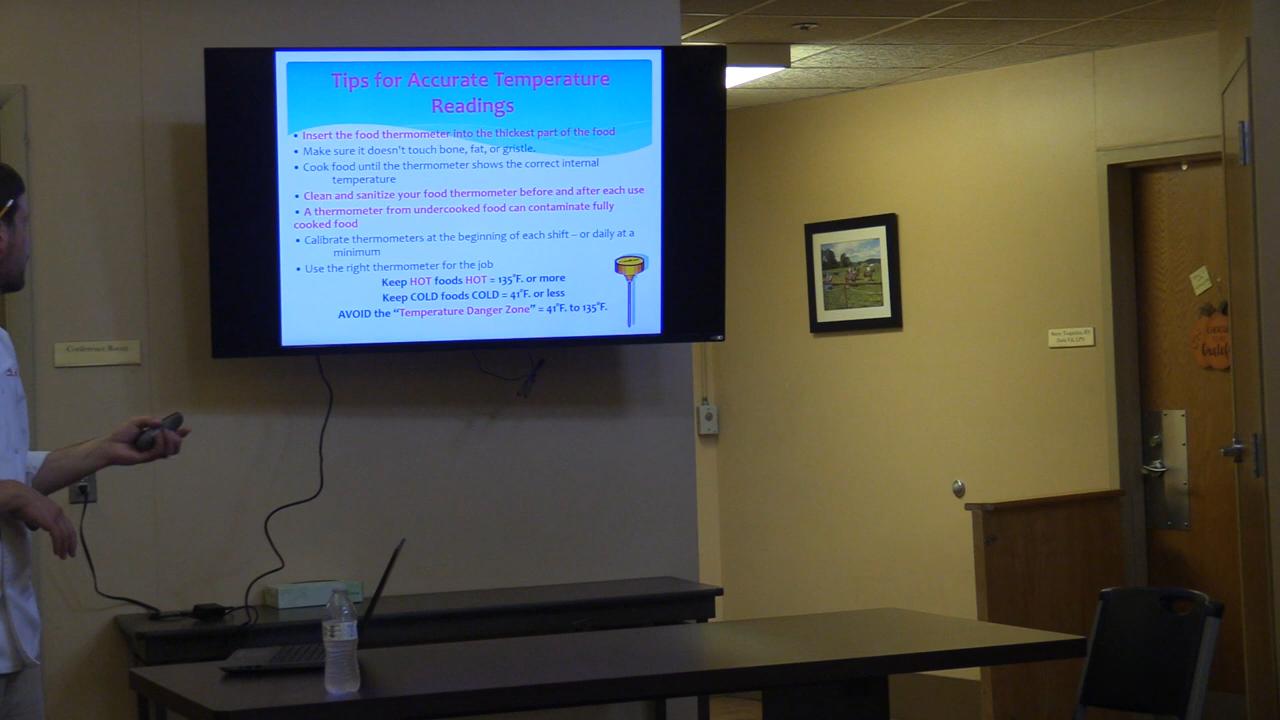 Tips for Accurate Temperature
Readings
• Insert the food thermometer into the thickest part of the food
• Make sure it doesn't touch bone, fat, or gristle.
• Cook food until the thermometer shows the correct internal
temperature
• Clean and sanitize your food thermometer before and after each use
• A thermometer from undercooked food can contaminate fully
cooked food
• Calibrate thermometers at the beginning of each shift – or daily at a
minimum
• Use the right thermometer for the job
Keep HOT foods HOT = 135°F. or more
Keep COLD foods COLD = 41°F. or less
AVOID the "Temperature Danger Zone" = 41°F. to 135°F.
Conference Room